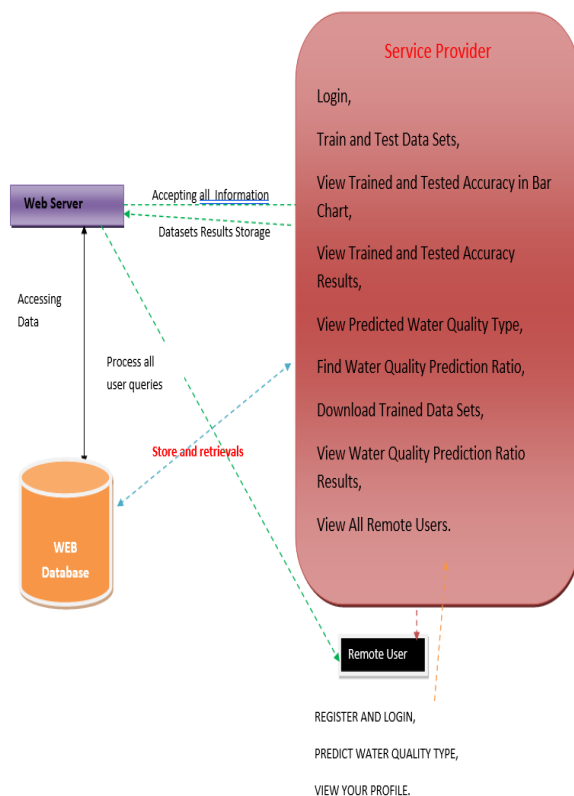 Service Provider
Login,
Train and Test Data Sets,
View Trained and Tested Accuracy in Bar
Chart,
View Trained and Tested Accuracy
Results,
View Predicted Water Quality Type,
Find Water Quality Prediction Ratio,
Download Trained Data Sets,
View Water Quality Prediction Ratio
Results,
View All Remote Users.
Web Server
Accepting all Information
Datasets Results Storage
Accessing
Data
Process all
user queries
Store and retrievals
WEB
Database
Remote User
REGISTER AND LOGIN,
PREDICT WATER QUALITY TYPE,
VIEW YOUR PROFILE.